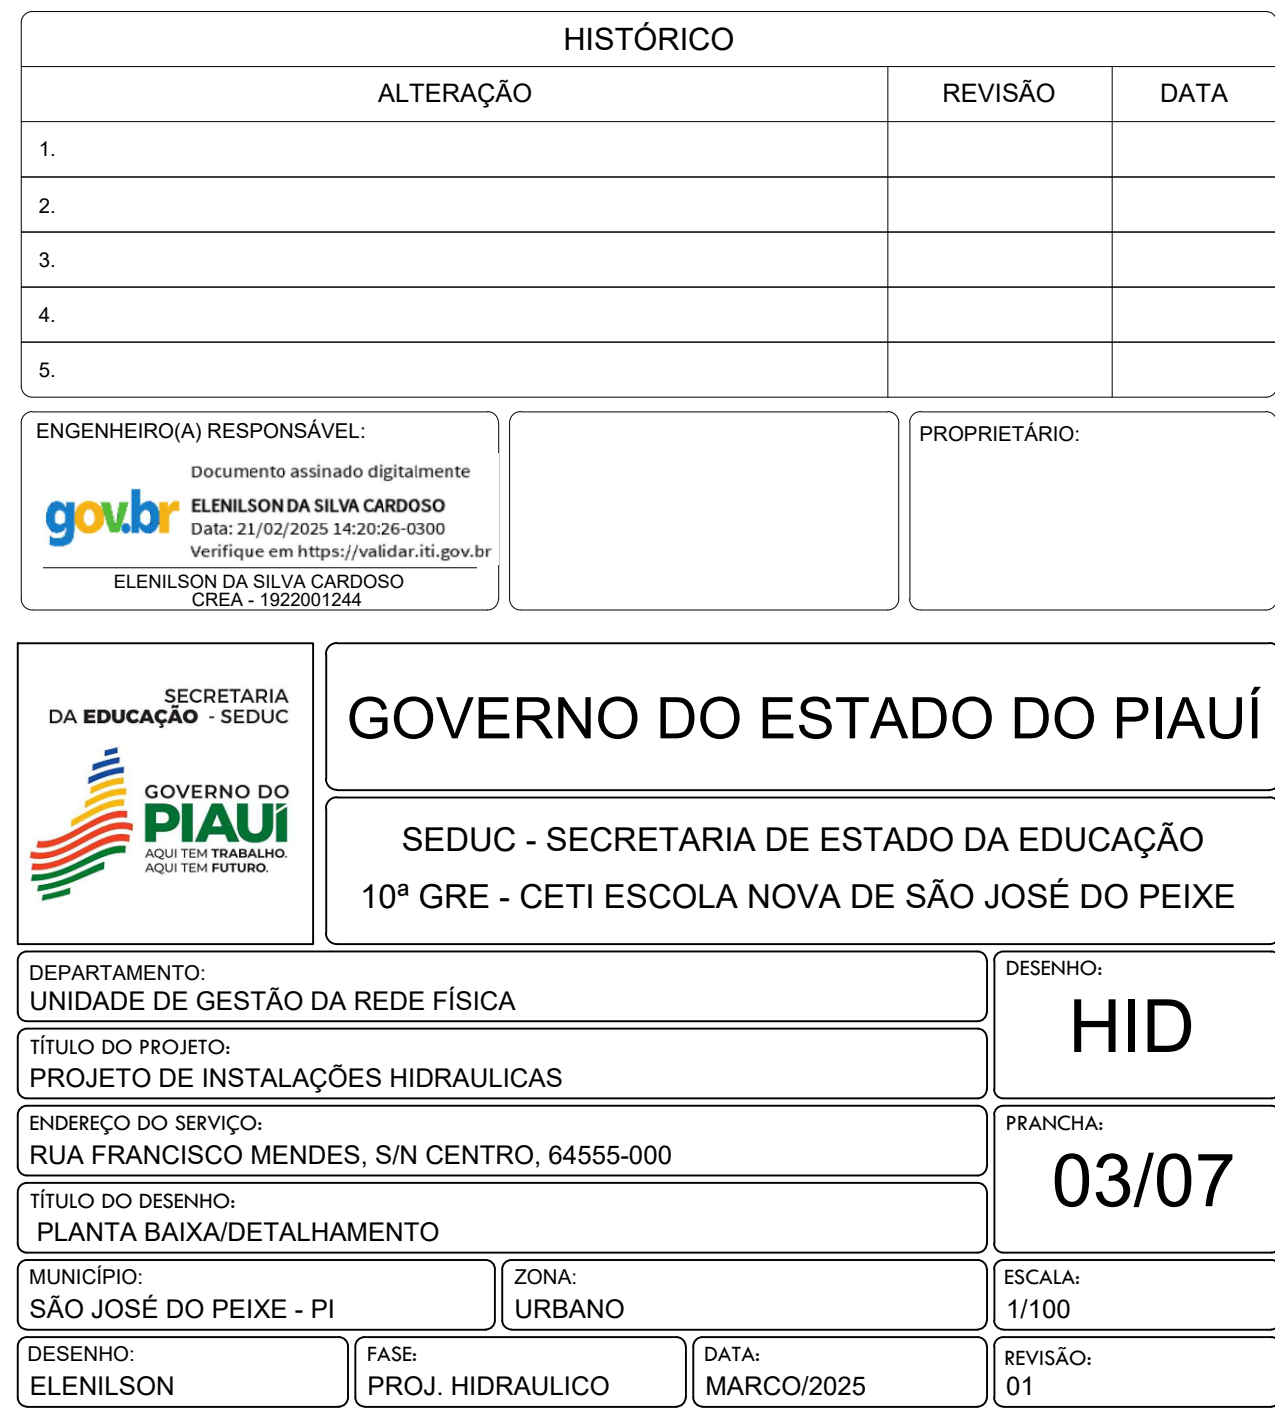 HISTÓRICO
ALTERAÇÃO REVISÃO DATA
1.
2.
3.
4.
5.
ENGENHEIRO(A) RESPONSÁVEL:
Documento assinado digitalmente
gov.br
ELENILSON DA SILVA CARDOSO
Data: 21/02/2025 14:20:26-0300
Verifique em https://validar.iti.gov.br
ELENILSON DA SILVA CARDOSO
CREA - 1922001244
PROPRIETÁRIO:
SECRETARIA
DA EDUCAÇÃO - SEDUC
GOVERNO DO
PIAUÍ
AQUI TEM TRABALHO.
AQUI TEM FUTURO.
GOVERNO DO ESTADO DO PIAUÍ
SEDUC - SECRETARIA DE ESTADO DA EDUCAÇÃO
10ª GRE - CETI ESCOLA NOVA DE SÃO JOSÉ DO PEIXE
DEPARTAMENTO:
UNIDADE DE GESTÃO DA REDE FÍSICA
DESENHO:
HID
TÍTULO DO PROJETO:
PROJETO DE INSTALAÇÕES HIDRAULICAS
ENDEREÇO DO SERVIÇO:
RUA FRANCISCO MENDES, S/N CENTRO, 64555-000
PRANCHA:
03/07
TÍTULO DO DESENHO:
PLANTA BAIXA/DETALHAMENTO
MUNICÍPIO:
SÃO JOSÉ DO PEIXE - PI
ZONA:
URBANO
ESCALA:
1/100
DESENHO:
ELENILSON
FASE:
PROJ. HIDRAULICO
DATA:
MARCO/2025
REVISÃO:
01